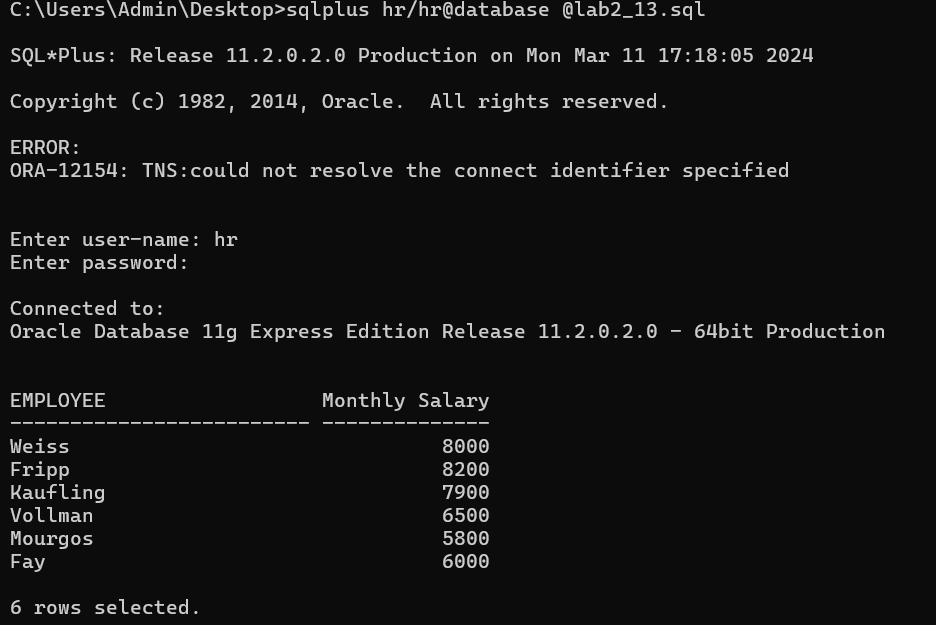 C:\Users\Admin\Desktop>sqlplus hr/hr@database @lab2_13.sql
SQL*Plus: Release 11.2.0.2.0 Production on Mon Mar 11 17:18:05 2024
Copyright (c) 1982, 2014, Oracle.  All rights reserved.
ERROR:
ORA-12154: TNS:could not resolve the connect identifier specified
Enter user-name: hr
Enter password:
Connected to:
Oracle Database 11g Express Edition Release 11.2.0.2.0 - 64bit Production
EMPLOYEE                  Monthly Salary
------------------------- --------------
Weiss                               8000
Fripp                               8200
Kaufling                            7900
Vollman                             6500
Mourgos                             5800
Fay                                 6000
6 rows selected.